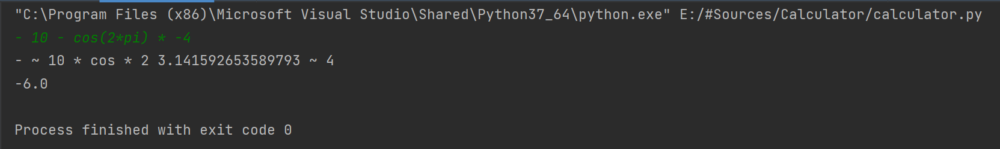 "C:\Program Files (x86)\Microsoft Visual Studio\Shared\Python37_64\python.exe" E:/#Sources/Calculator/calculator.py
- 10 - cos(2*pi) * -4
- ~ 10 * cos * 2 3.141592653589793 ~ 4
-6.0
Process finished with exit code 0